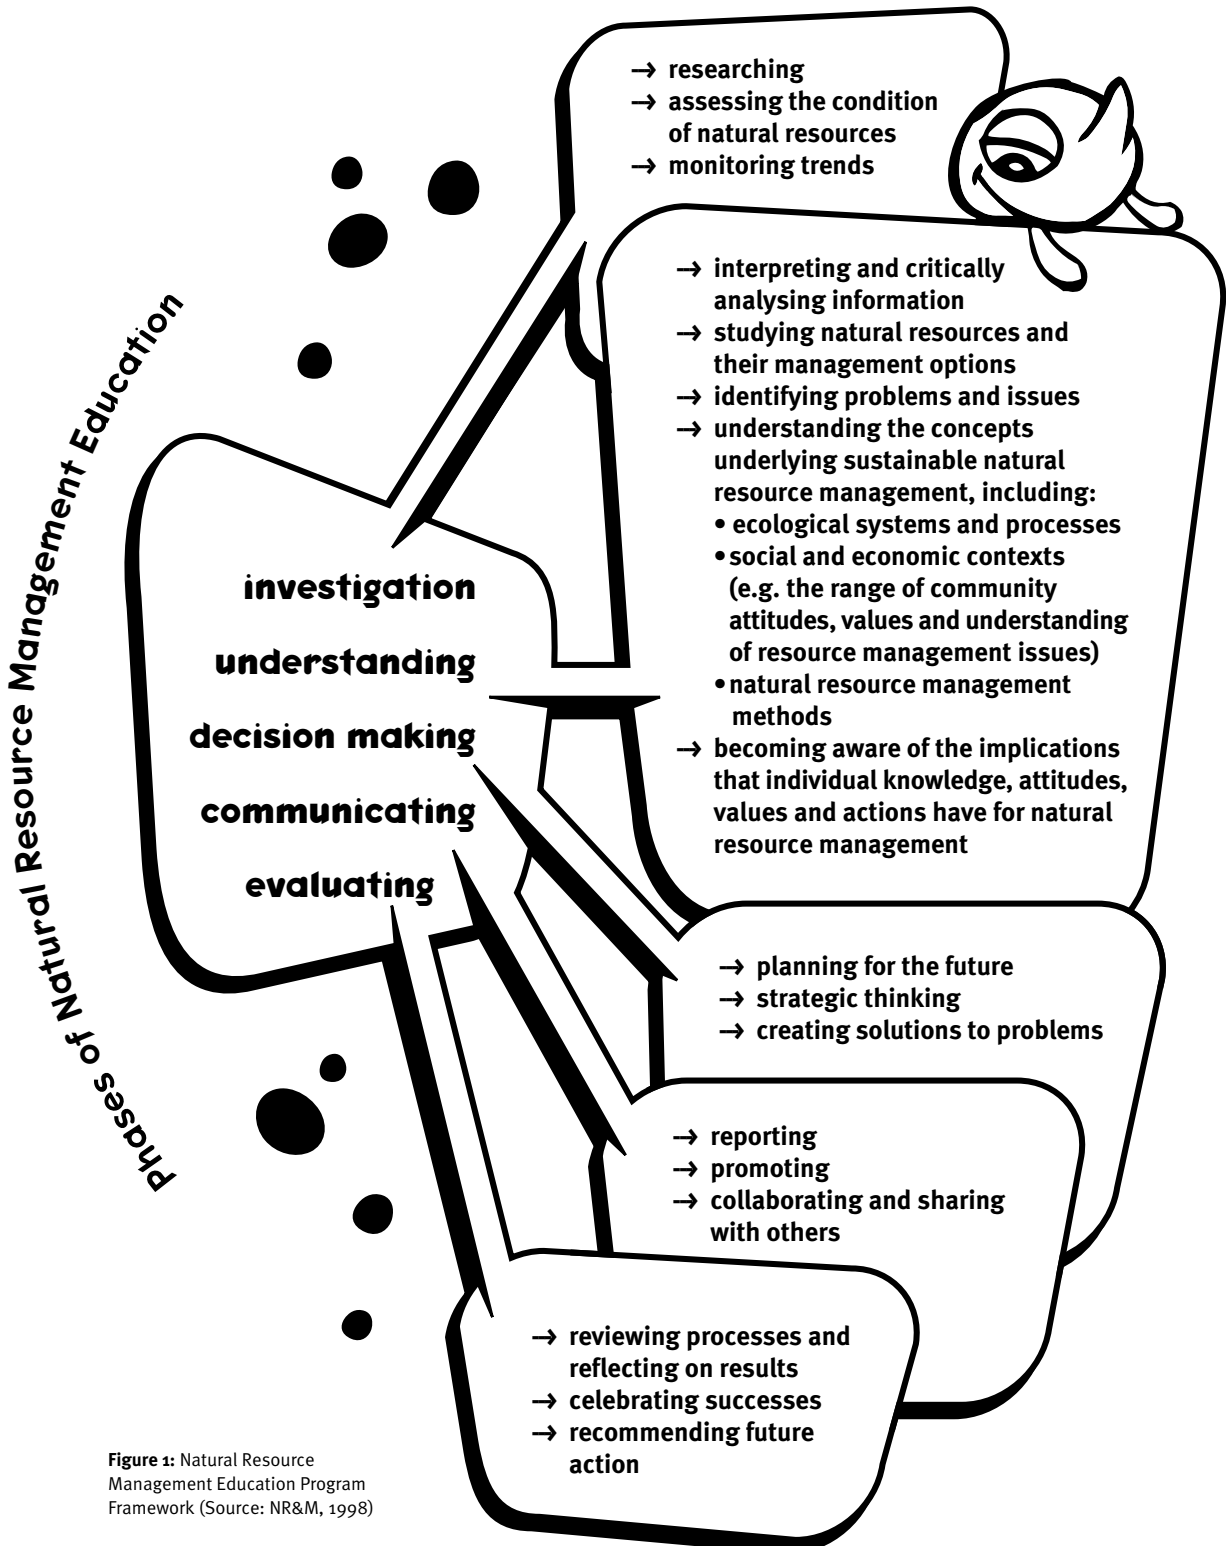 Phases of Natural Resource Management Education
investigation
understanding
decision making
communicating
evaluating
→ researching
→ assessing the condition
of natural resources
→ monitoring trends
→ interpreting and critically
analysing information
→ studying natural resources and
their management options
→ identifying problems and issues
→ understanding the concepts
underlying sustainable natural
resource management, including:
• ecological systems and processes
• social and economic contexts
(e.g. the range of community
attitudes, values and understanding
of resource management issues)
• natural resource management
methods
→ becoming aware of the implications
that individual knowledge, attitudes,
values and actions have for natural
resource management
→ planning for the future
→ strategic thinking
→ creating solutions to problems
→ reporting
→ promoting
→ collaborating and sharing
with others
→ reviewing processes and
reflecting on results
→ celebrating successes
→ recommending future
action
Figure 1: Natural Resource
Management Education Program
Framework (Source: NR&M, 1998)